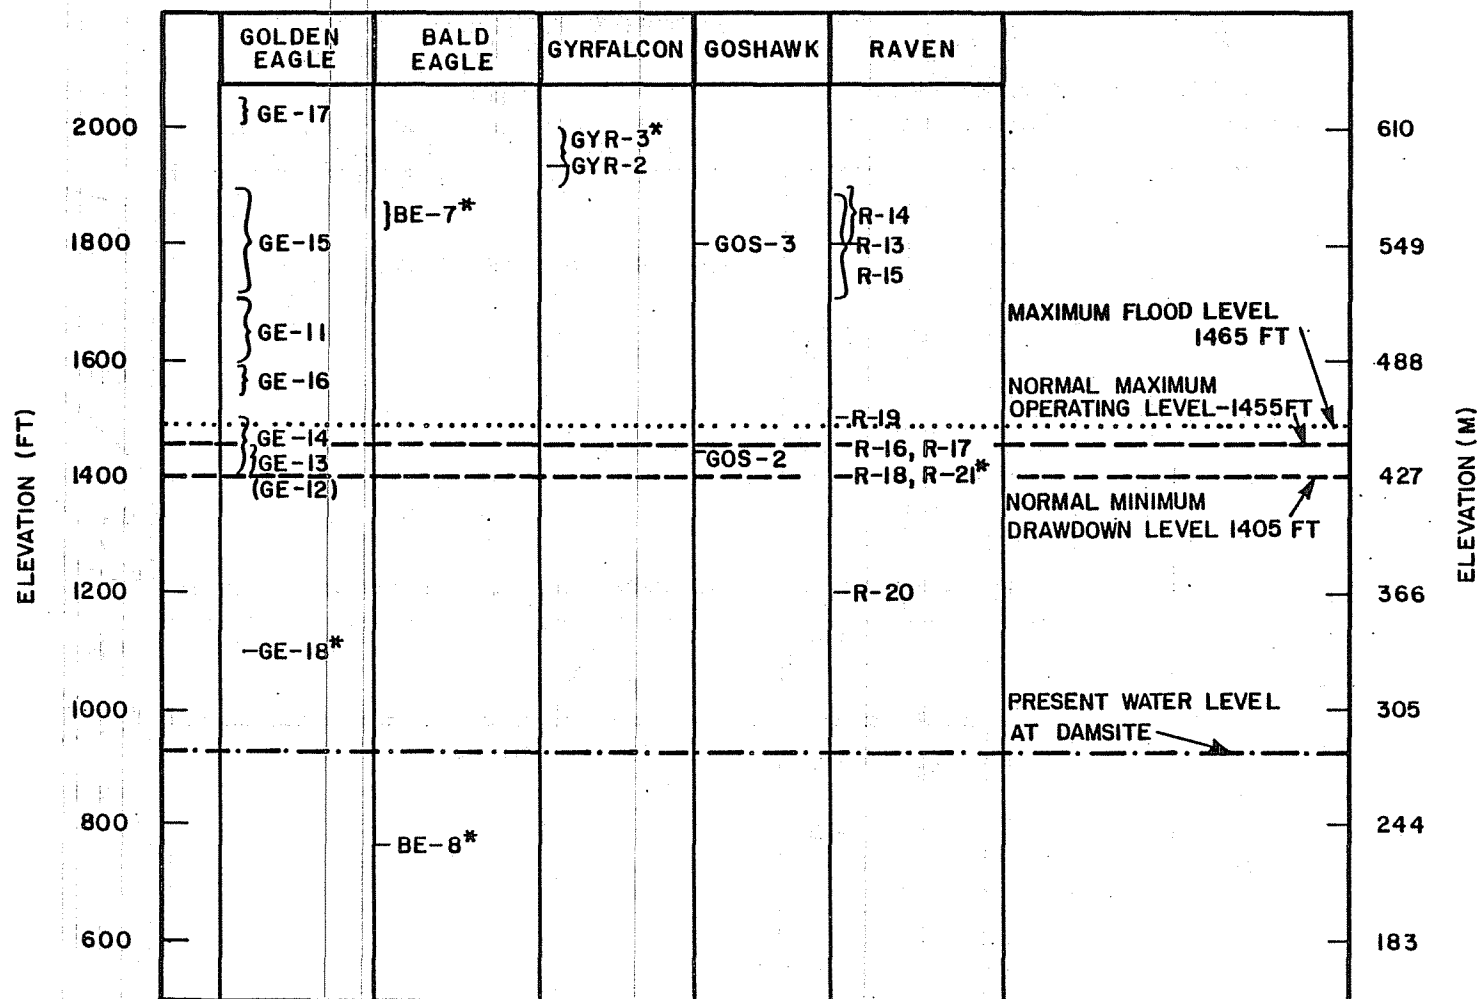 GOLDEN EAGLE
BALD EAGLE
GYRFALCON
GOSHAWK
RAVEN
ELEVATION (FT)
2000
1800
1600
1400
1200
1000
800
600
GE-17
GE-15
GE-11
GE-16
GE-14
GE-13
(GE-12)
GE-18*
BE-7*
BE-8*
GYR-3*
GYR-2
GOS-3
GOS-2
R-14
R-13
R-15
R-19
R-16, R-17
R-18, R-21*
R-20
MAXIMUM FLOOD LEVEL
1465 FT
NORMAL MAXIMUM
OPERATING LEVEL-1455FT
NORMAL MINIMUM
DRAWDOWN LEVEL 1405 FT
PRESENT WATER LEVEL
AT DAMSITE
610
549
488
427
366
305
244
183
ELEVATION (M)